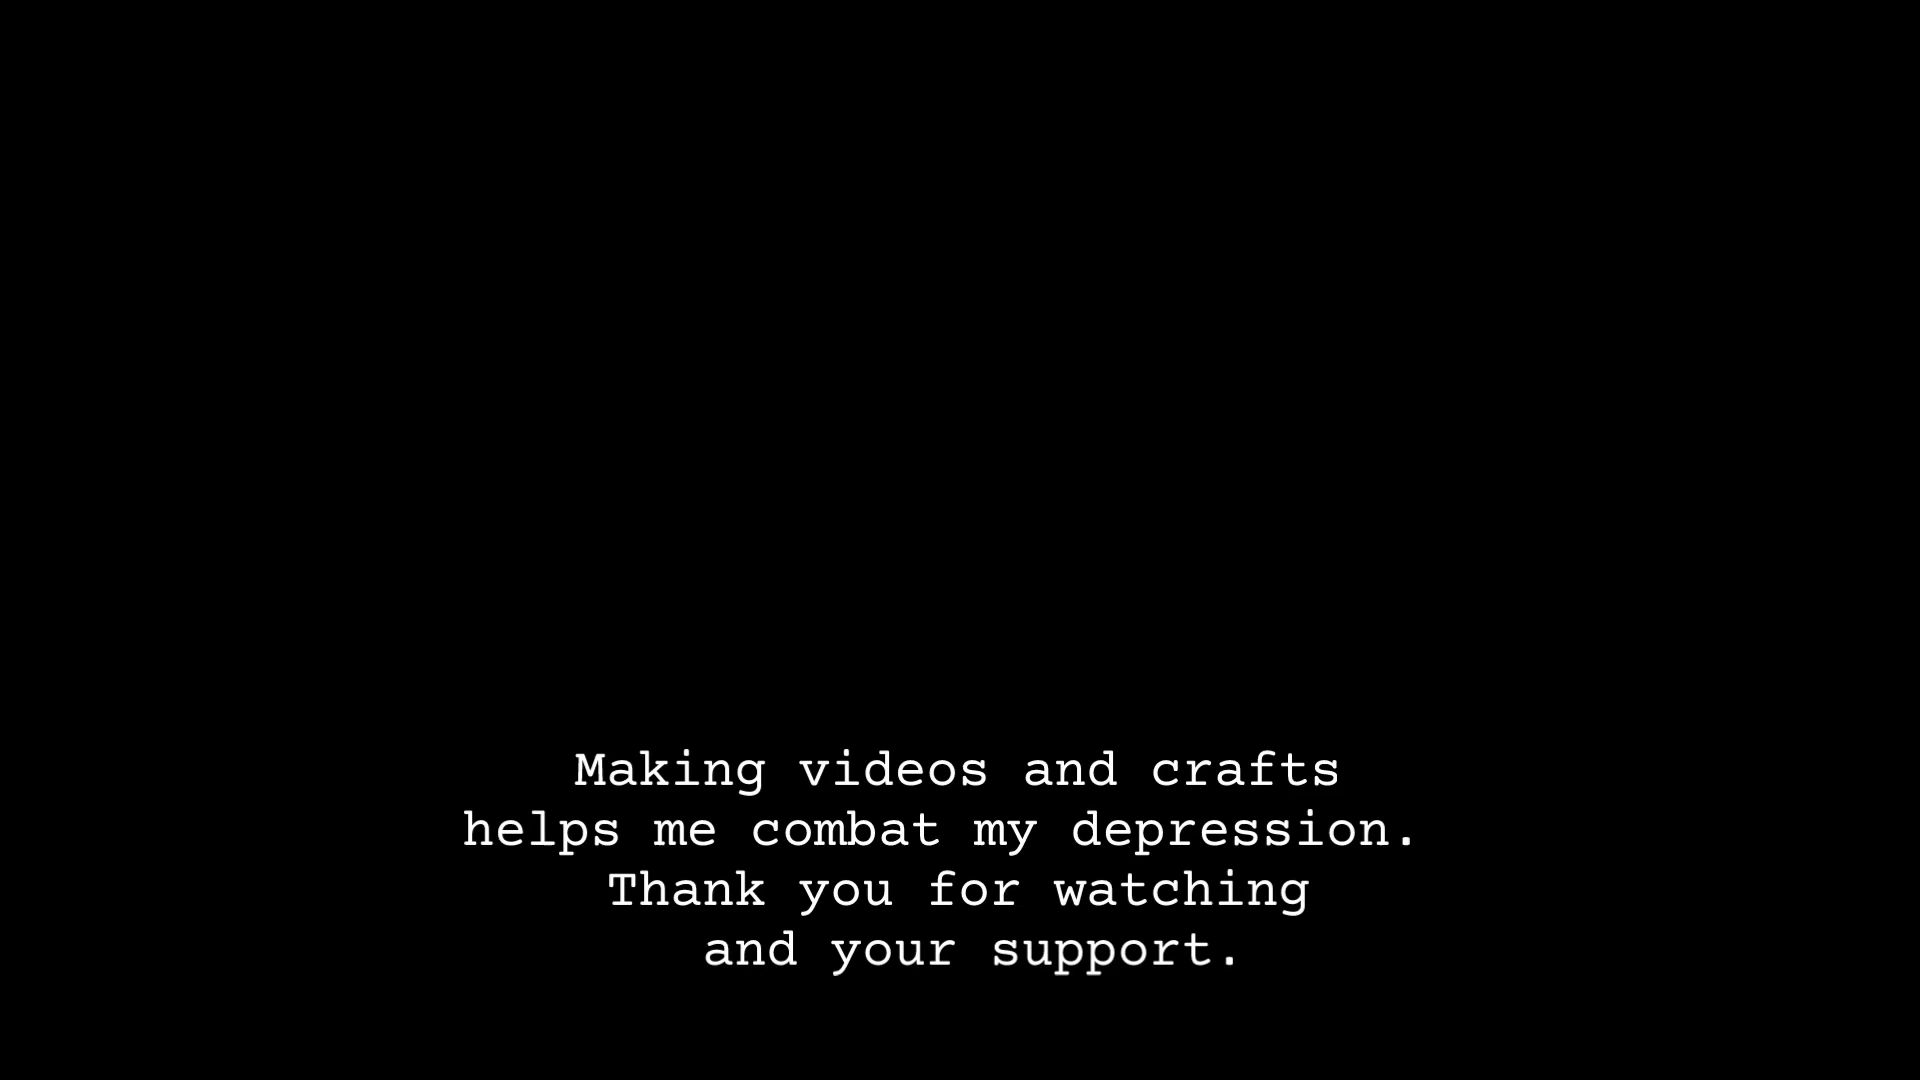 Making videos and crafts
helps me combat my depression.
Thank you for watching
and your support.